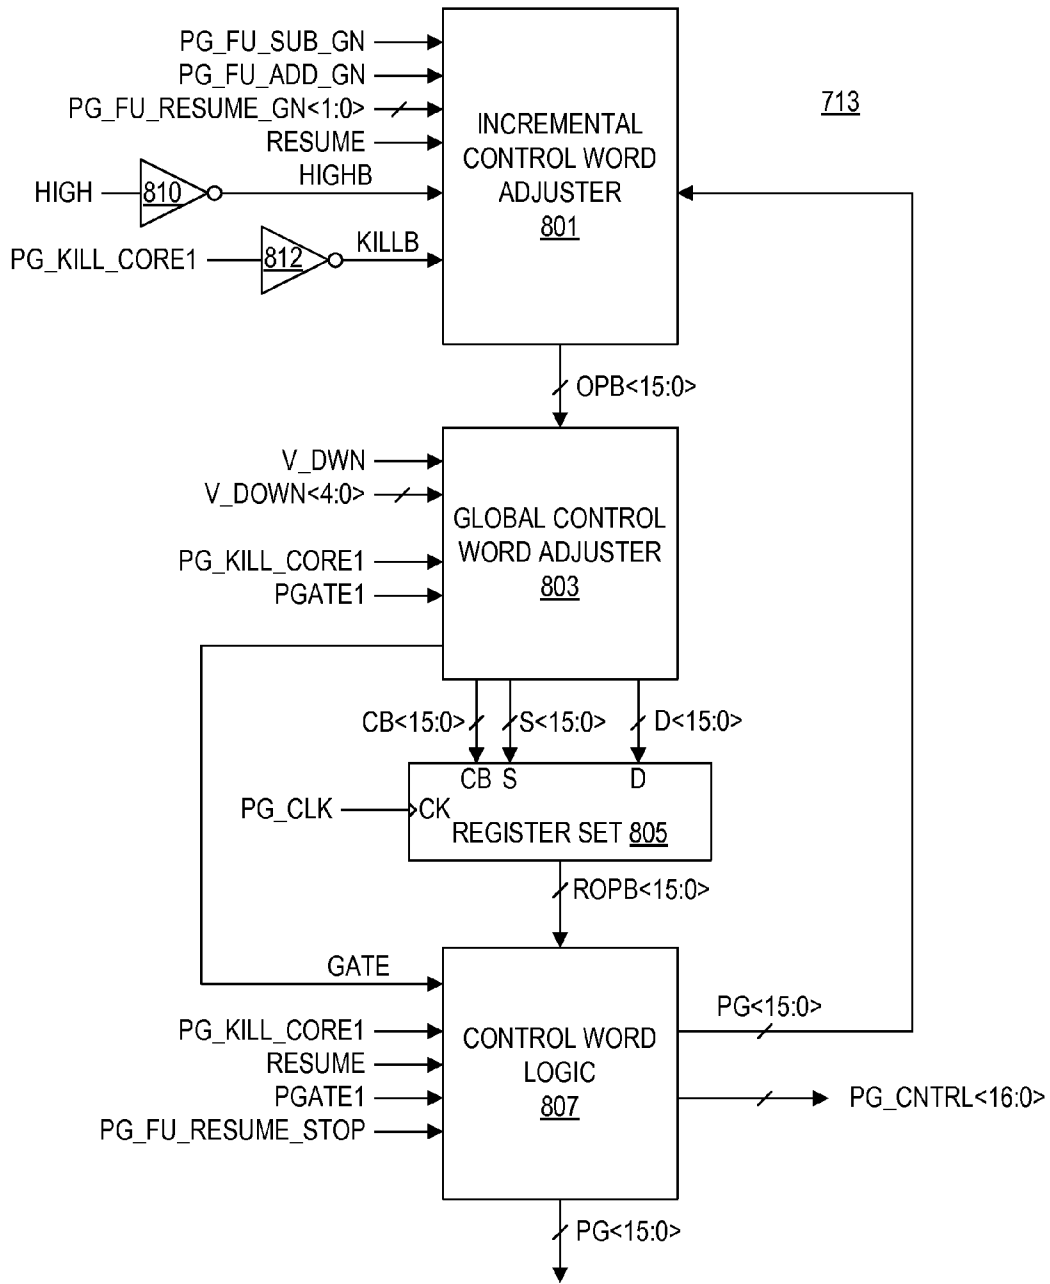 PG_FU_SUB_GN
PG_FU_ADD_GN
PG_FU_RESUME_GN<1:0>
RESUME
HIGH
810
HIGHB
PG_KILL_CORE1
812
KILLB
INCREMENTAL
CONTROL WORD
ADJUSTER
801
713
OPB<15:0>
V_DWN
V_DOWN<4:0>
PG_KILL_CORE1
PGATE1
GLOBAL CONTROL
WORD ADJUSTER
803
CB<15:0>
S<15:0>
D<15:0>
CB S D
PG_CLK
CK
REGISTER SET 805
ROPB<15:0>
GATE
PG_KILL_CORE1
RESUME
PGATE1
PG_FU_RESUME_STOP
CONTROL WORD
LOGIC
807
PG<15:0>
PG_CNTRL<16:0>
PG<15:0>